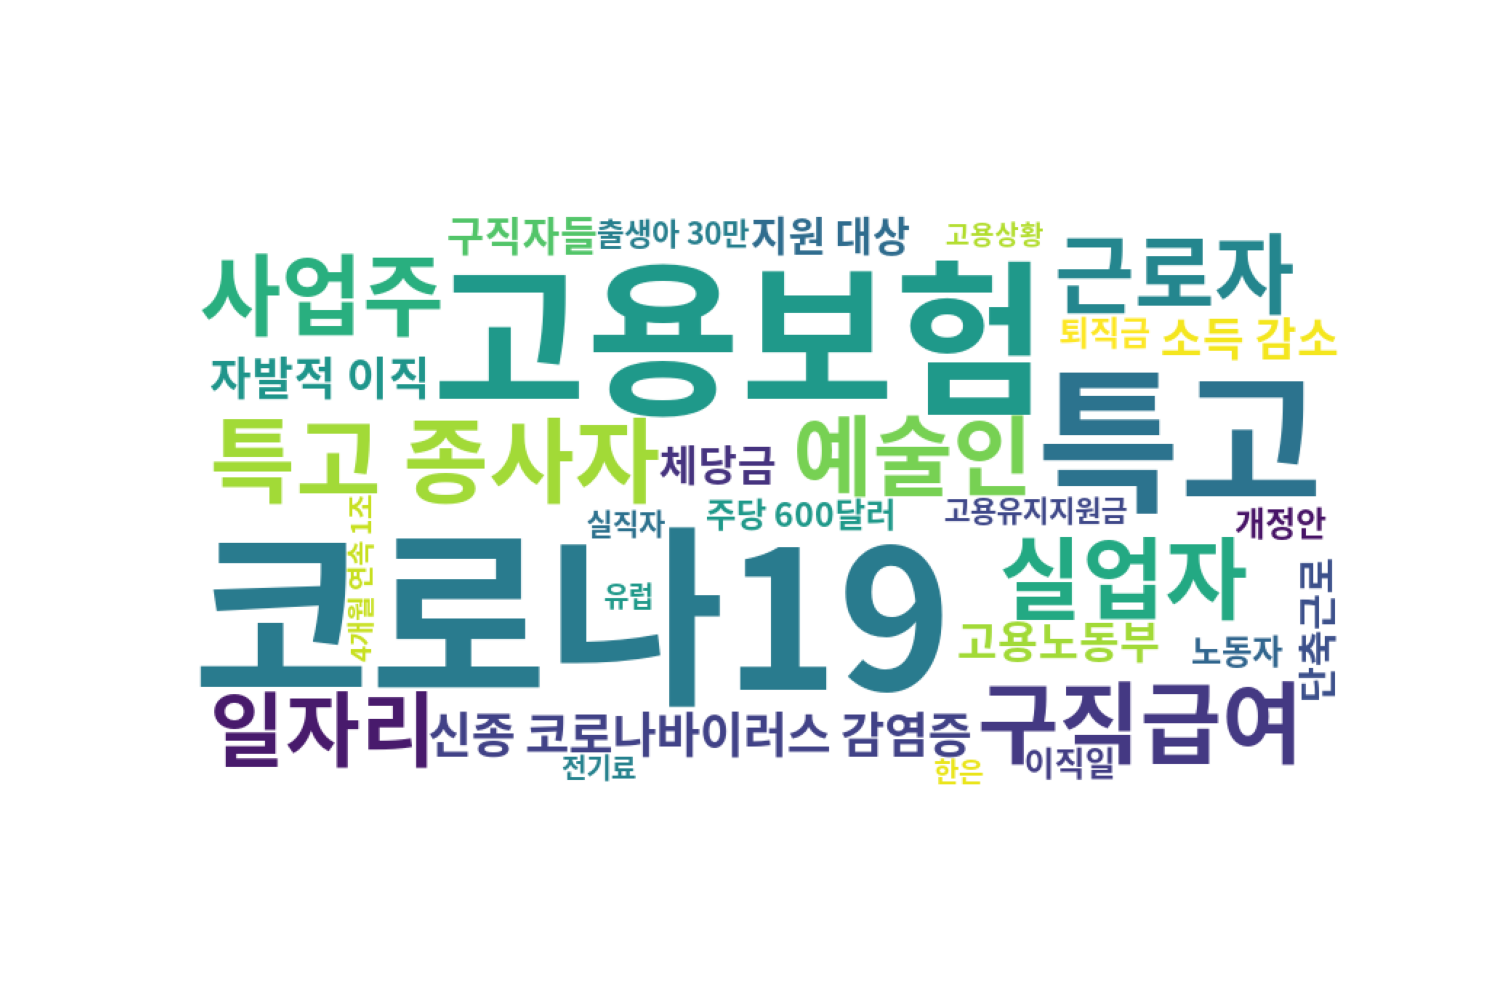 구직자들
출생아 30만
지원 대상
고용상황
사업주
고용보험
근로자
퇴직금
소득 감소
자발적 이직
특고
특고 종사자
체당금
예술인
4개월 연속 1조
실직자
주당 600달러
고용유지지원금
개정안
코로나19
유럽
실업자
단축근로
고용노동부
노동자
일자리
신종 코로나바이러스 감염증
구직급여
전기료
한은
이직일